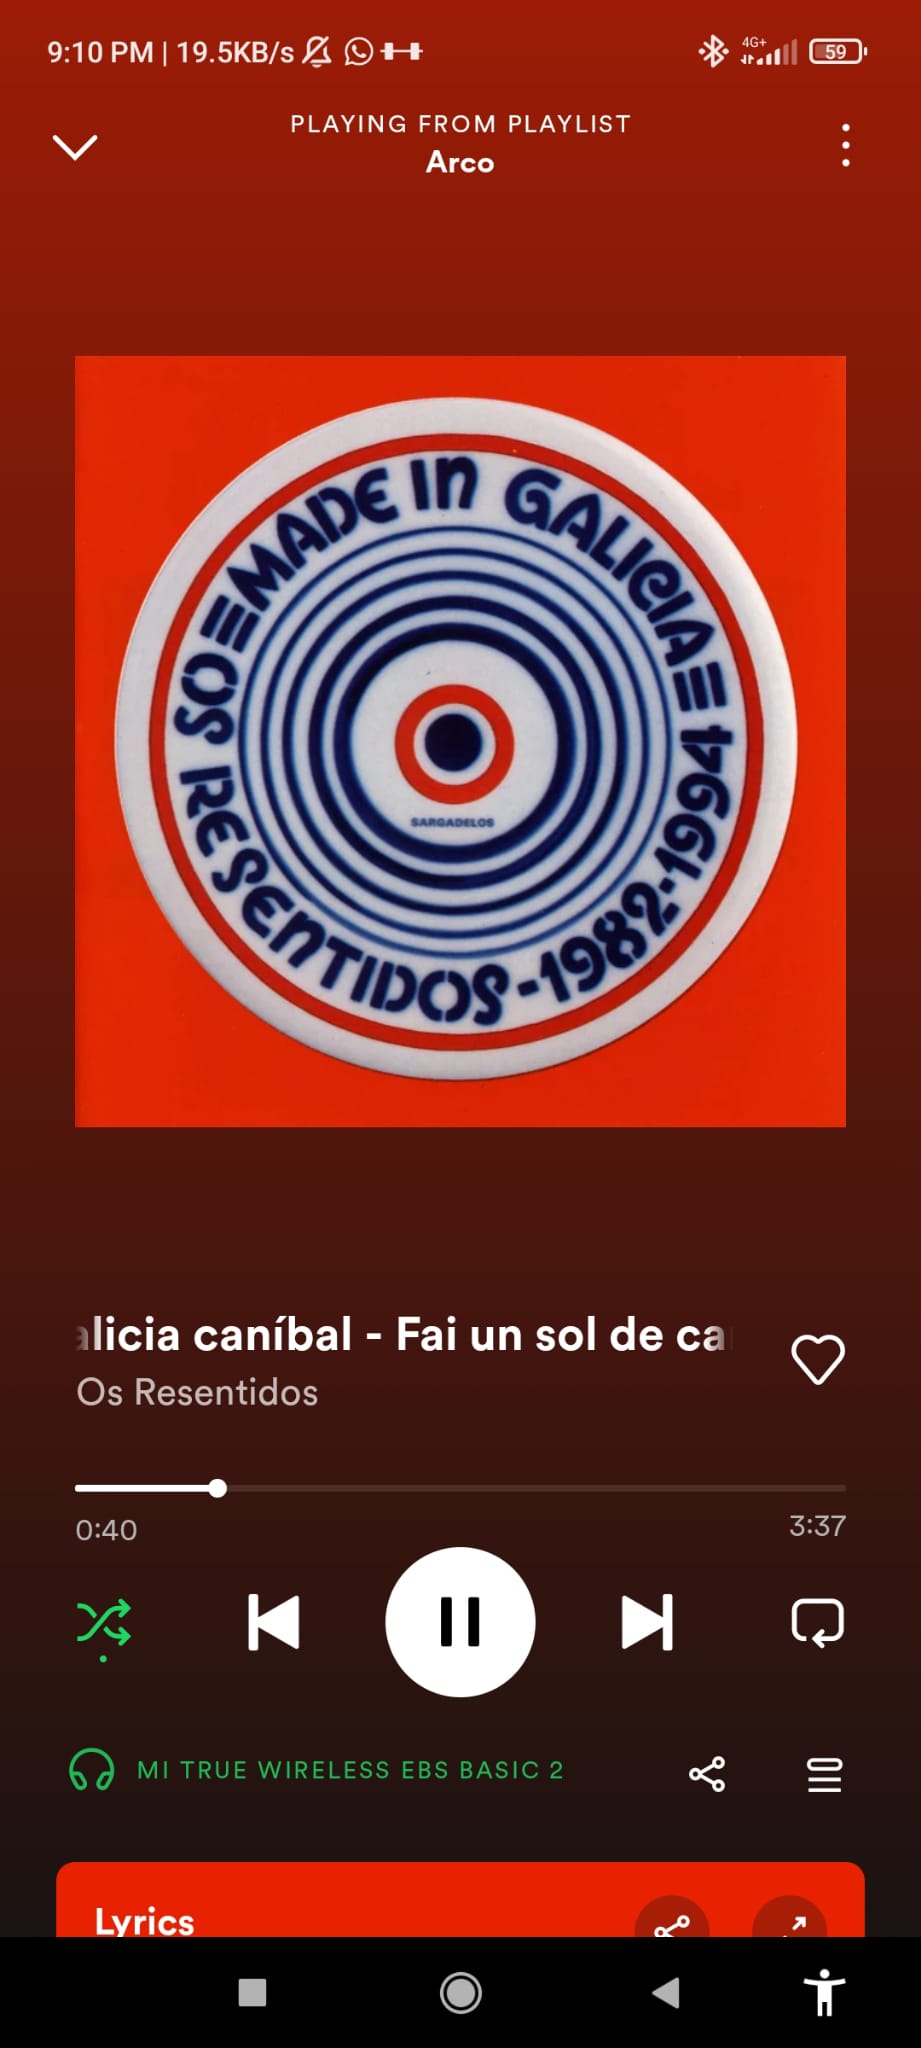 9:10 PM | 19.5KB/s
4G+
59
PLAYING FROM PLAYLIST
Arco
MADE IN GALICIA
1982-1994
OS RESENTIDOS
SARGADELOS
alicia caníbal - Fai un sol de ca
Os Resentidos
0:40
3:37
MI TRUE WIRELESS EBS BASIC 2
Lyrics